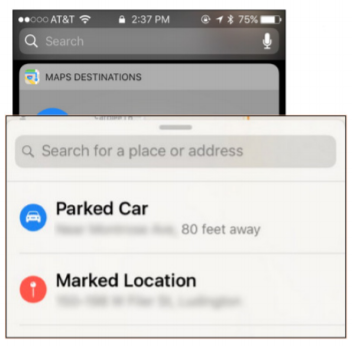 AT&T 2:37 PM 75%
Search
MAPS DESTINATIONS
Search for a place or address
Parked Car
80 feet away
Marked Location